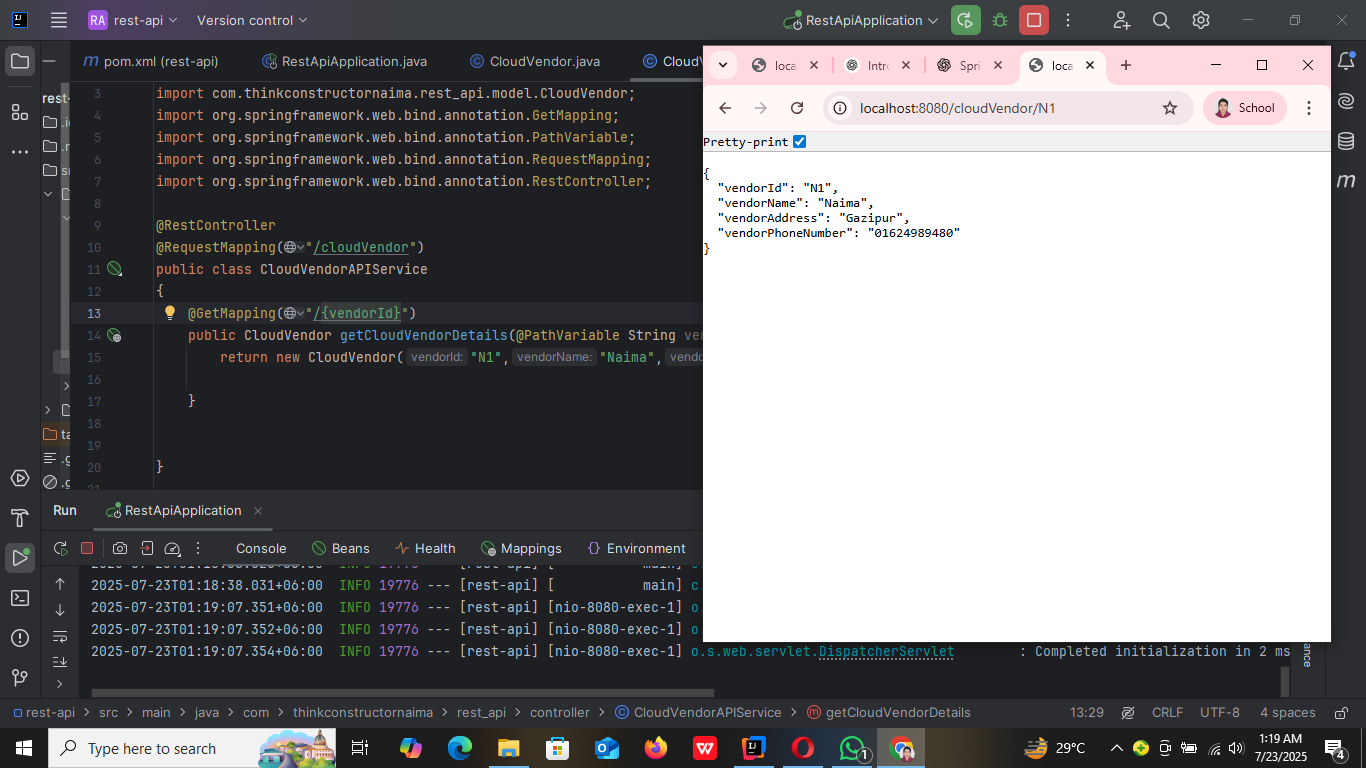 RA rest-api Version control RestApiApplication
pom.xml (rest-api) RestApiApplication.java CloudVendor.java
rest-
3 import com.thinkconstructornaima.rest_api.model.CloudVendor;
4 import org.springframework.web.bind.annotation.GetMapping;
5 import org.springframework.web.bind.annotation.PathVariable;
6 import org.springframework.web.bind.annotation.RequestMapping;
7 import org.springframework.web.bind.annotation.RestController;
8
9 @RestController
10 @RequestMapping("/cloudVendor")
11 public class CloudVendorAPIService
12 {
13 @GetMapping("/{vendorId}")
14 public CloudVendor getCloudVendorDetails(@PathVariable String
15 return new CloudVendor( vendorId: "N1", vendorName: "Naima",
16
17 }
18
19
20 }
loca Intr Spri loca
localhost:8080/cloudVendor/N1 School
Pretty-print
{
"vendorId": "N1",
"vendorName": "Naima",
"vendorAddress": "Gazipur",
"vendorPhoneNumber": "01624989480"
}
Run RestApiApplication
Console Beans Health Mappings Environment
2025-07-23T01:18:38.031+06:00 INFO 19776 --- [rest-api] [ main] c.
2025-07-23T01:19:07.351+06:00 INFO 19776 --- [rest-api] [nio-8080-exec-1] o.
2025-07-23T01:19:07.352+06:00 INFO 19776 --- [rest-api] [nio-8080-exec-1] o.
2025-07-23T01:19:07.354+06:00 INFO 19776 --- [rest-api] [nio-8080-exec-1] o.s.web.servlet.DispatcherServlet : Completed initialization in 2 ms
rest-api > src > main > java > com > thinkconstructornaima > rest_api > controller > CloudVendorAPIService > getCloudVendorDetails 13:29 CRLF UTF-8 4 spaces
Type here to search 1 29°C 1:19 AM 4
7/23/2025